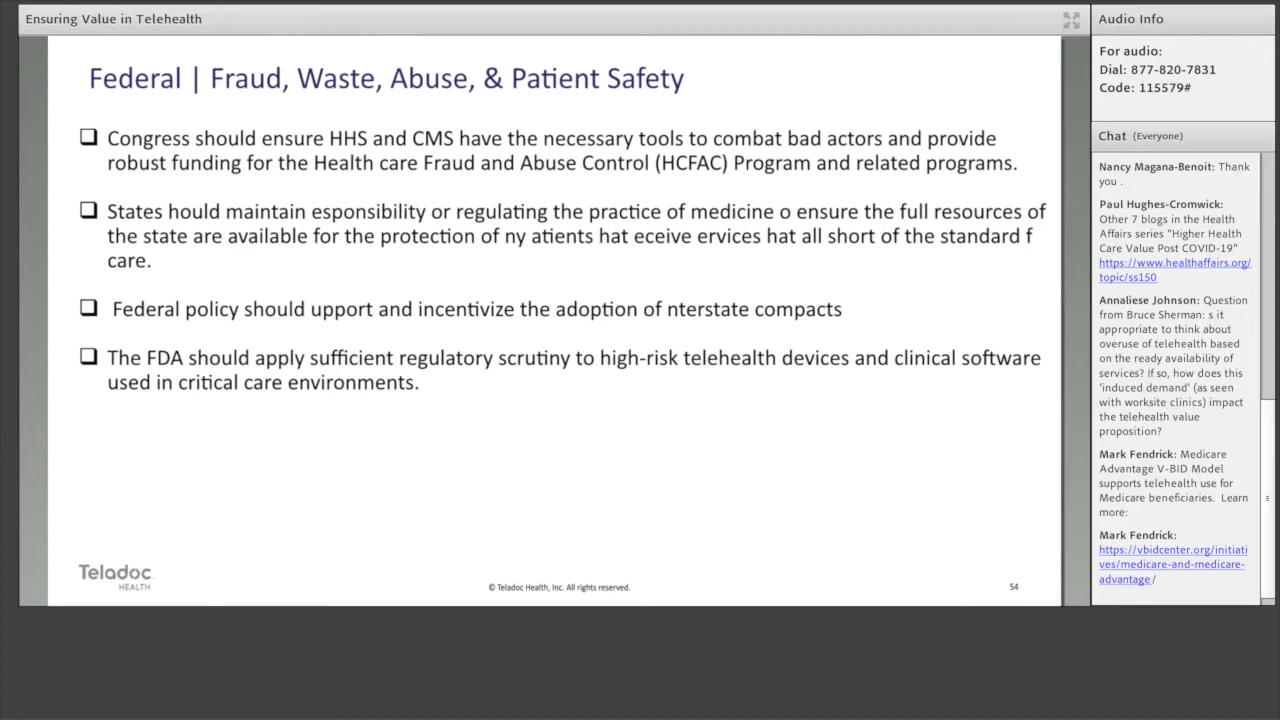 Ensuring Value in Telehealth
Federal | Fraud, Waste, Abuse, & Patient Safety
Congress should ensure HHS and CMS have the necessary tools to combat bad actors and provide
robust funding for the Health care Fraud and Abuse Control (HCFAC) Program and related programs.
States hould maintain esponsibility or regulating the practice of medicine o ensure the full resources of
the state are available for the protection of ny atients hat eceive ervices hat all short of the standard f
care.
Federal policy should upport and incentivize the adoption of nterstate compacts
The FDA should apply sufficient regulatory scrutiny to high-risk telehealth devices and clinical software
used in critical care environments.
Teladoc
HEALTH
© Teladoc Health, Inc. All rights reserved.
54
Audio Info
For audio:
Dial: 877-820-7831
Code: 115579#
Chat (Everyone)
Nancy Magana-Benoit: Thank
you .
Paul Hughes-Cromwick:
Other 7 blogs in the Health
Affairs series "Higher Health
Care Value Post COVID-19"
https://www.healthaffairs.org/
topic/ss150
Annaliese Johnson: Question
from Bruce Sherman: s it
appropriate to think about
overuse of telehealth based
on the ready availability of
services? If so, how does this
'induced demand' (as seen
with worksite clinics) impact
the telehealth value
proposition?
Mark Fendrick: Medicare
Advantage V-BID Model
supports telehealth use for
Medicare beneficiaries. Learn
more:
Mark Fendrick:
https://vbidcenter.org/initiati
ves/medicare-and-medicare-
advantage/